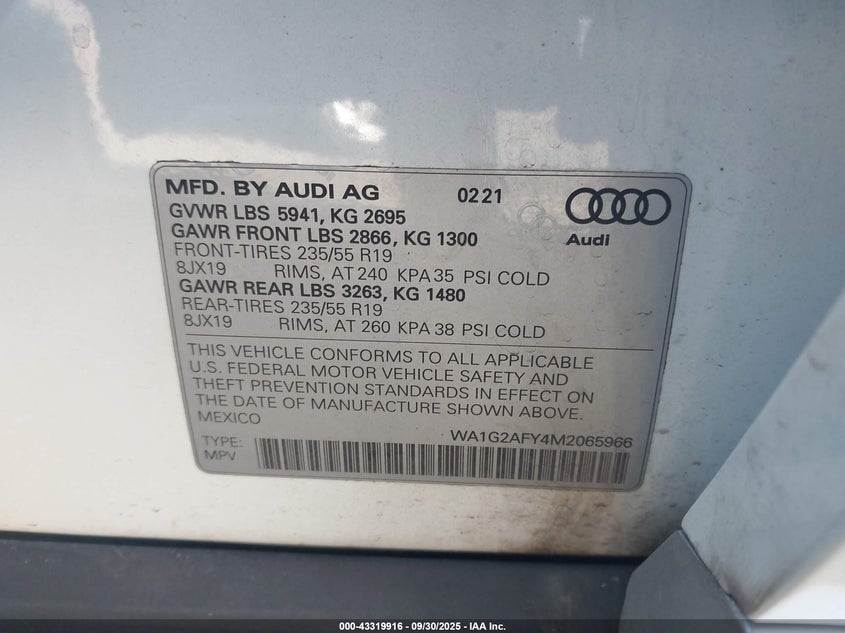 MFD. BY AUDI AG 0221
GVWR LBS 5941, KG 2695
GAWR FRONT LBS 2866, KG 1300
FRONT-TIRES 235/55 R19
8JX19 RIMS, AT 240 KPA 35 PSI COLD
GAWR REAR LBS 3263, KG 1480
REAR-TIRES 235/55 R19
8JX19 RIMS, AT 260 KPA 38 PSI COLD
Audi
THIS VEHICLE CONFORMS TO ALL APPLICABLE
U.S. FEDERAL MOTOR VEHICLE SAFETY AND
THEFT PREVENTION STANDARDS IN EFFECT ON
THE DATE OF MANUFACTURE SHOWN ABOVE.
MEXICO
WA1G2AFY4M2065966
TYPE:
MPV
000-43319916 - 09/30/2025 - IAA Inc.